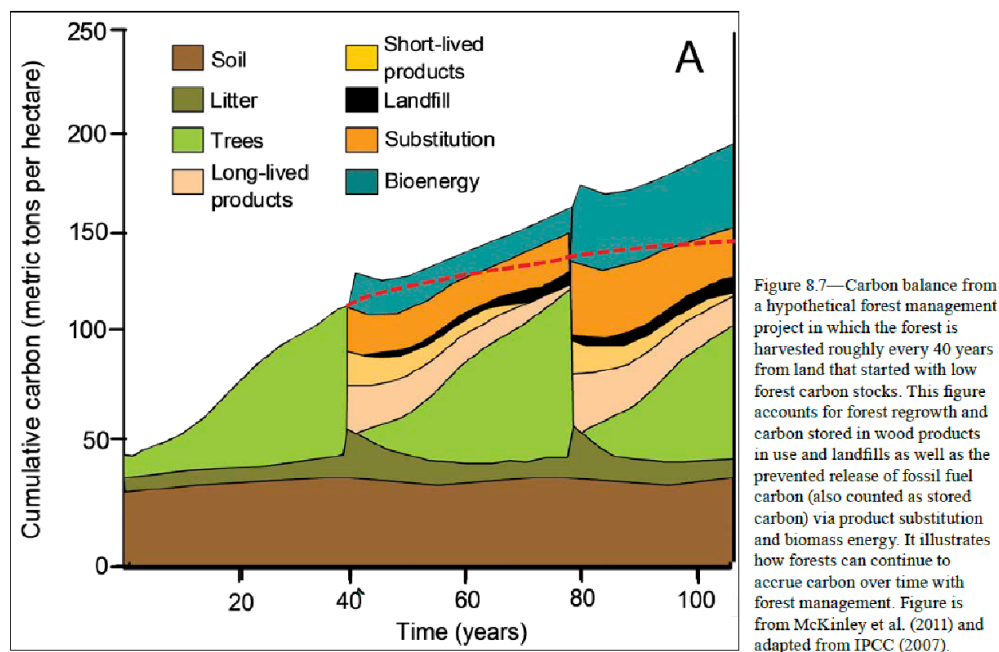 A
Soil
Litter
Trees
Long-lived
products
Short-lived
products
Landfill
Substitution
Bioenergy
Cumulative carbon (metric tons per hectare)
250
200
150
100
50
0
20
40
60
80
100
Time (years)
Figure 8.7—Carbon balance from
a hypothetical forest management
project in which the forest is
harvested roughly every 40 years
from land that started with low
forest carbon stocks. This figure
accounts for forest regrowth and
carbon stored in wood products
in use and landfills as well as the
prevented release of fossil fuel
carbon (also counted as stored
carbon) via product substitution
and biomass energy. It illustrates
how forests can continue to
accrue carbon over time with
forest management. Figure is
from McKinley et al. (2011) and
adapted from IPCC (2007).